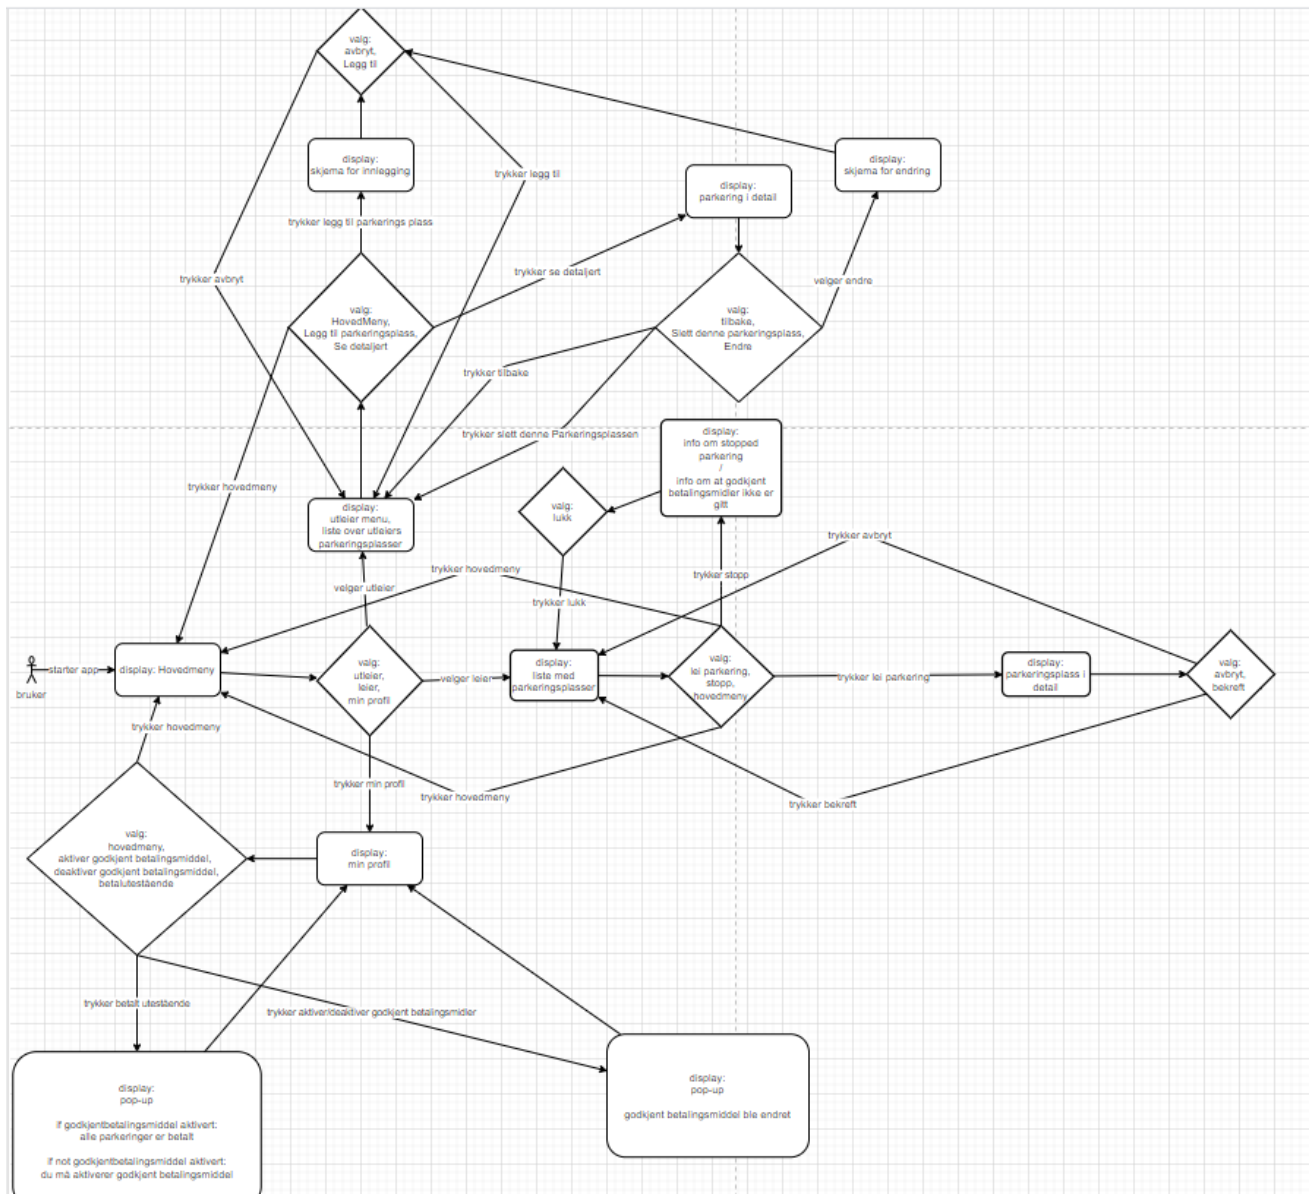 valg:
avbryt,
Legg til
display:
skjema for innlegging
display:
skjema for endring
trykker legg til
display:
parkering i detail
trykker legg til parkerings plass
trykker se detaljert
trykker avbryt
velger endre
valg:
HovedMeny,
Legg til parkeringsplass,
Se detaljert
valg:
tilbake,
Slett denne parkeringsplass,
Endre
trykker tilbake
trykker slett denne Parkeringsplassen
display:
info om stopped
parkering
/
info om at godkjent
betalingsmidler ikke er
gitt
trykker hovedmeny
valg:
lukk
display:
utleier menu,
liste over utleiers
parkeringsplasser
trykker avbryt
trykker hovedmeny
trykker stopp
velger utleier
trykker lukk
starter app
bruker
display: Hovedmeny
valg:
utleier,
leier,
min profil
velger leier
display:
liste med
parkeringsplasser
valg:
lei parkering,
stopp,
hovedmeny
trykker lei parkering
display:
parkeringsplass i
detail
valg:
avbryt,
bekreft
trykker hovedmeny
trykker min profil
trykker hovedmeny
trykker bekreft
valg:
hovedmeny,
aktiver godkjent betalingsmiddel,
deaktiver godkjent betalingsmiddel,
betalutestående
display:
min profil
trykker betalt utestående
trykker aktiver/deaktiver godkjent betalingsmidler
display:
pop-up
if godkjentbetalingsmiddel aktivert:
alle parkeringer er betalt
if not godkjentbetalingsmiddel aktivert:
du må aktiverer godkjent betalingsmiddel
display:
pop-up
godkjent betalingsmiddel ble endret